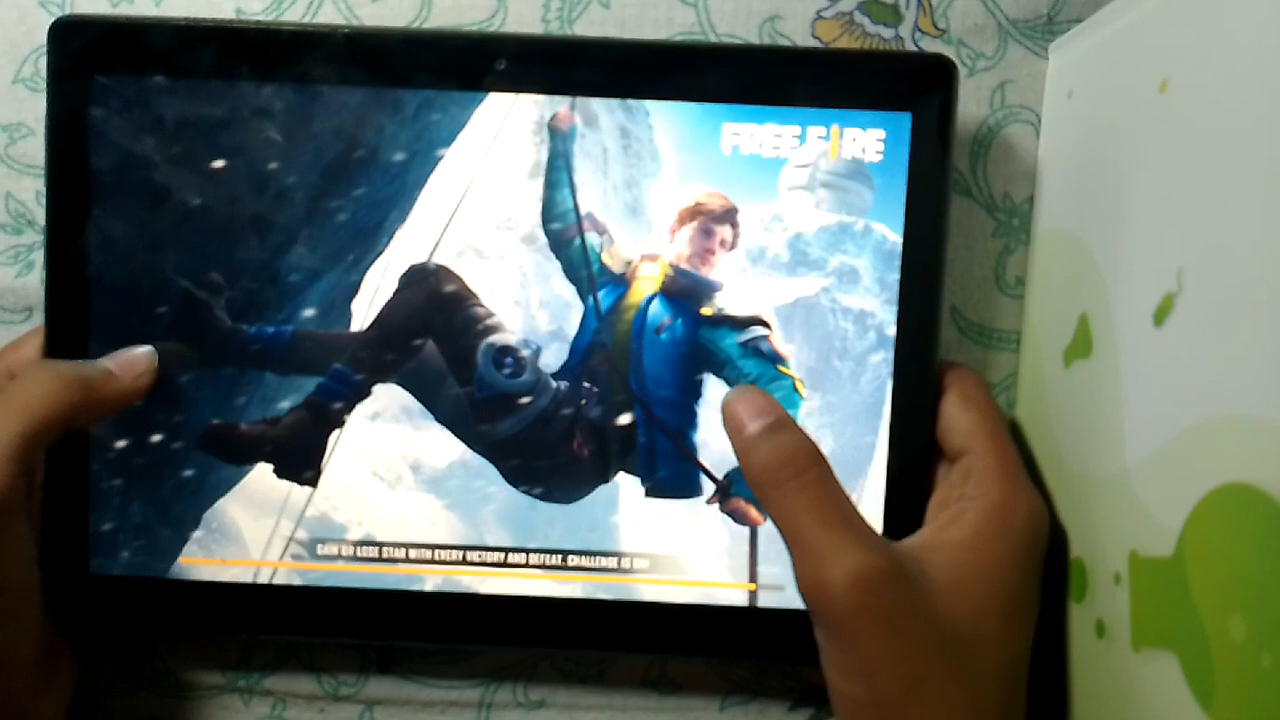 FREE FIRE
GAIN OR LOSE STAR WITH EVERY VICTORY AND DEFEAT. CHALLENGE IS ON!